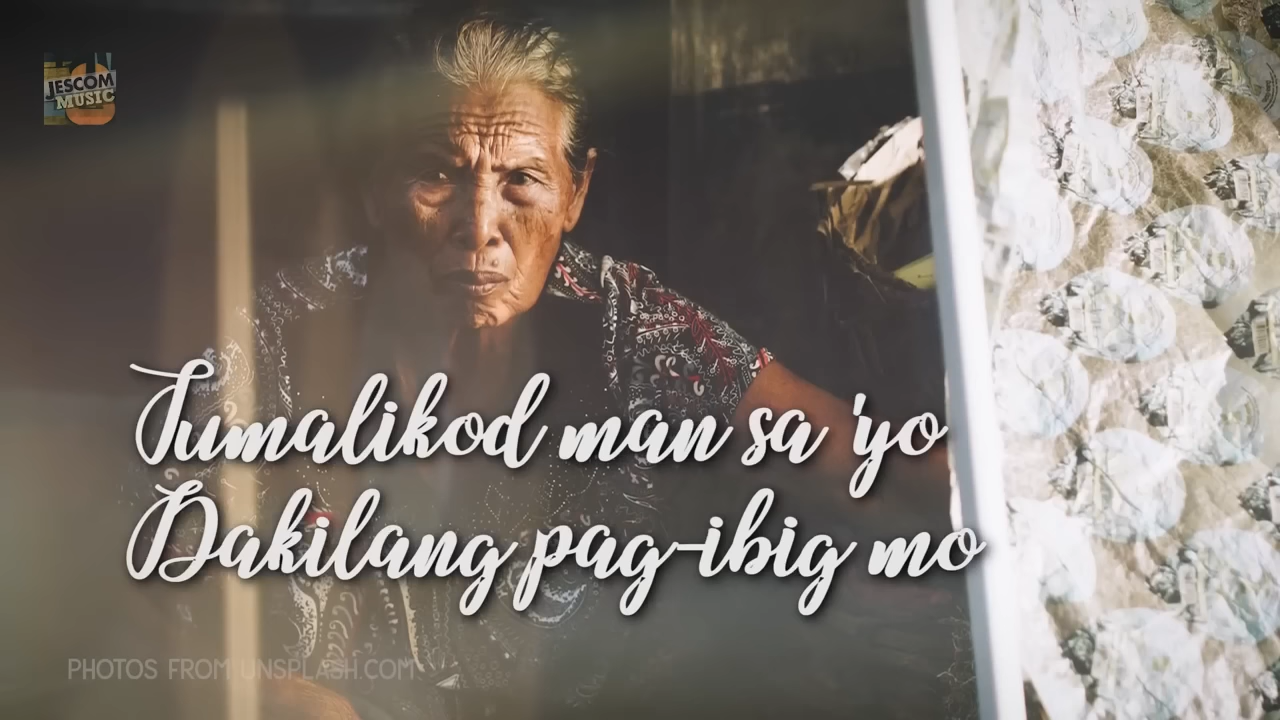 JESCOM
MUSIC
Tumalikod man sa 'yo
Dakilang pag-ibig mo
PHOTOS FROM UNSPLASH.COM